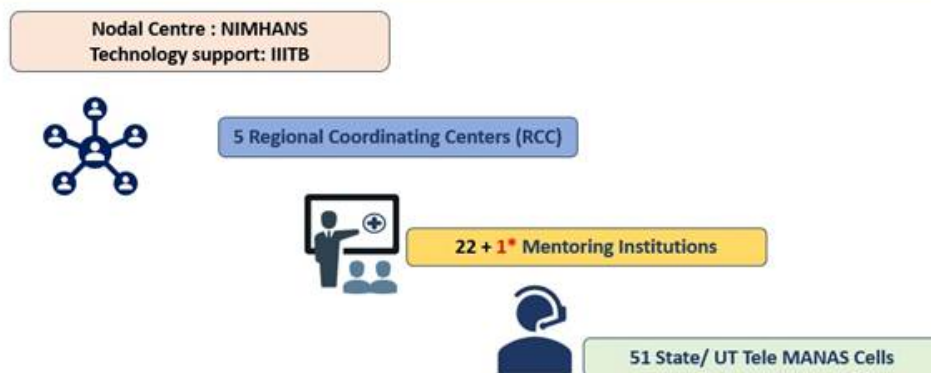 Nodal Centre : NIMHANS
Technology support: IIITB
5 Regional Coordinating Centers (RCC)
22 + 1* Mentoring Institutions
51 State/ UT Tele MANAS Cells